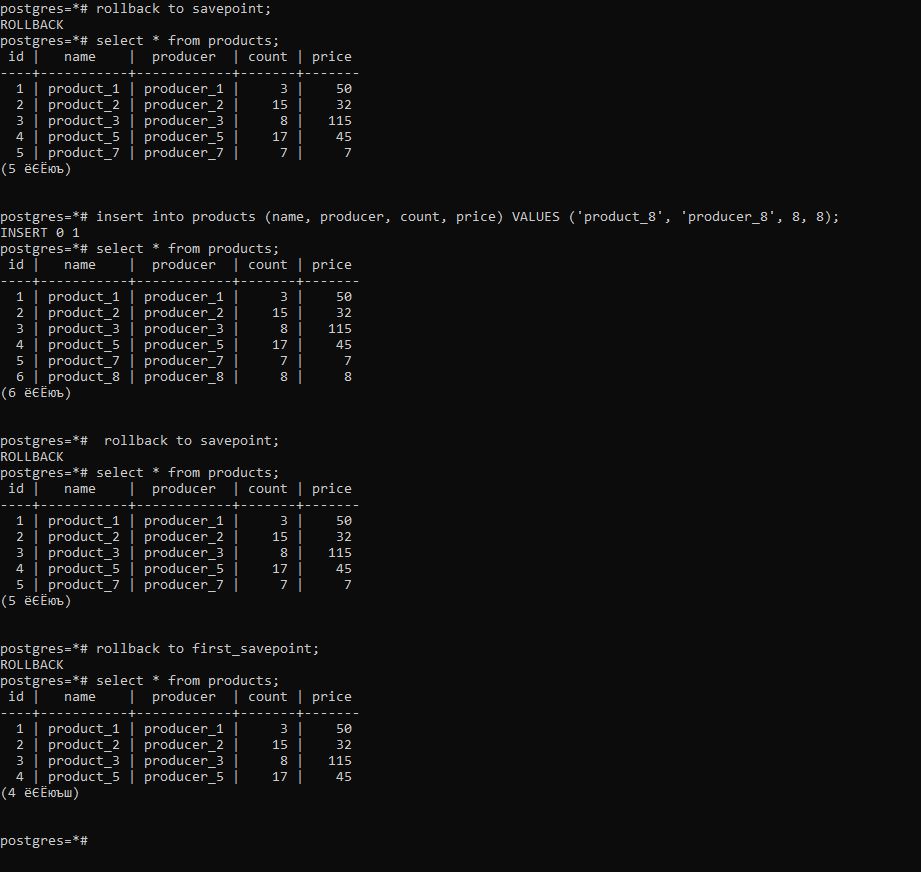 postgres=*# rollback to savepoint;
ROLLBACK
postgres=*# select * from products;
 id |   name    |  producer  | count | price
----+-----------+------------+-------+-------
  1 | product_1 | producer_1 |     3 |    50
  2 | product_2 | producer_2 |    15 |    32
  3 | product_3 | producer_3 |     8 |   115
  4 | product_5 | producer_5 |    17 |    45
  5 | product_7 | producer_7 |     7 |     7
(5 ёЄЁюъ)
postgres=*# insert into products (name, producer, count, price) VALUES ('product_8', 'producer_8', 8, 8);
INSERT 0 1
postgres=*# select * from products;
 id |   name    |  producer  | count | price
----+-----------+------------+-------+-------
  1 | product_1 | producer_1 |     3 |    50
  2 | product_2 | producer_2 |    15 |    32
  3 | product_3 | producer_3 |     8 |   115
  4 | product_5 | producer_5 |    17 |    45
  5 | product_7 | producer_7 |     7 |     7
  6 | product_8 | producer_8 |     8 |     8
(6 ёЄЁюъ)
postgres=*#  rollback to savepoint;
ROLLBACK
postgres=*# select * from products;
 id |   name    |  producer  | count | price
----+-----------+------------+-------+-------
  1 | product_1 | producer_1 |     3 |    50
  2 | product_2 | producer_2 |    15 |    32
  3 | product_3 | producer_3 |     8 |   115
  4 | product_5 | producer_5 |    17 |    45
  5 | product_7 | producer_7 |     7 |     7
(5 ёЄЁюъ)
postgres=*# rollback to first_savepoint;
ROLLBACK
postgres=*# select * from products;
 id |   name    |  producer  | count | price
----+-----------+------------+-------+-------
  1 | product_1 | producer_1 |     3 |    50
  2 | product_2 | producer_2 |    15 |    32
  3 | product_3 | producer_3 |     8 |   115
  4 | product_5 | producer_5 |    17 |    45
(4 ёЄЁюъш)
postgres=*#